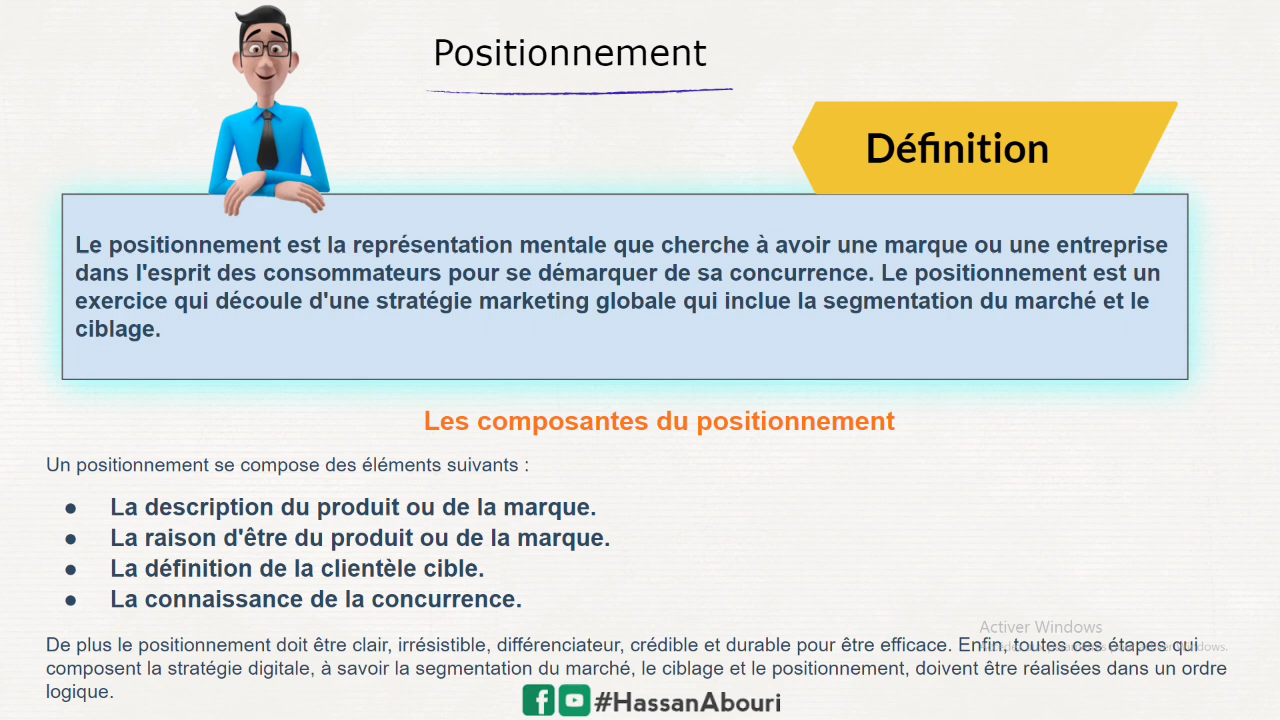 Positionnement
Définition
Le positionnement est la représentation mentale que cherche à avoir une marque ou une entreprise
dans l'esprit des consommateurs pour se démarquer de sa concurrence. Le positionnement est un
exercice qui découle d'une stratégie marketing globale qui inclue la segmentation du marché et le
ciblage.
Les composantes du positionnement
Un positionnement se compose des éléments suivants :
● La description du produit ou de la marque.
● La raison d'être du produit ou de la marque.
● La définition de la clientèle cible.
● La connaissance de la concurrence.
Activer Windows
De plus le positionnement doit être clair, irrésistible, différenciateur, crédible et durable pour être efficace. Enfin, toutes ces étapes qui
composent la stratégie digitale, à savoir la segmentation du marché, le ciblage et le positionnement, doivent être réalisées dans un ordre
logique.
#HassanAbouri